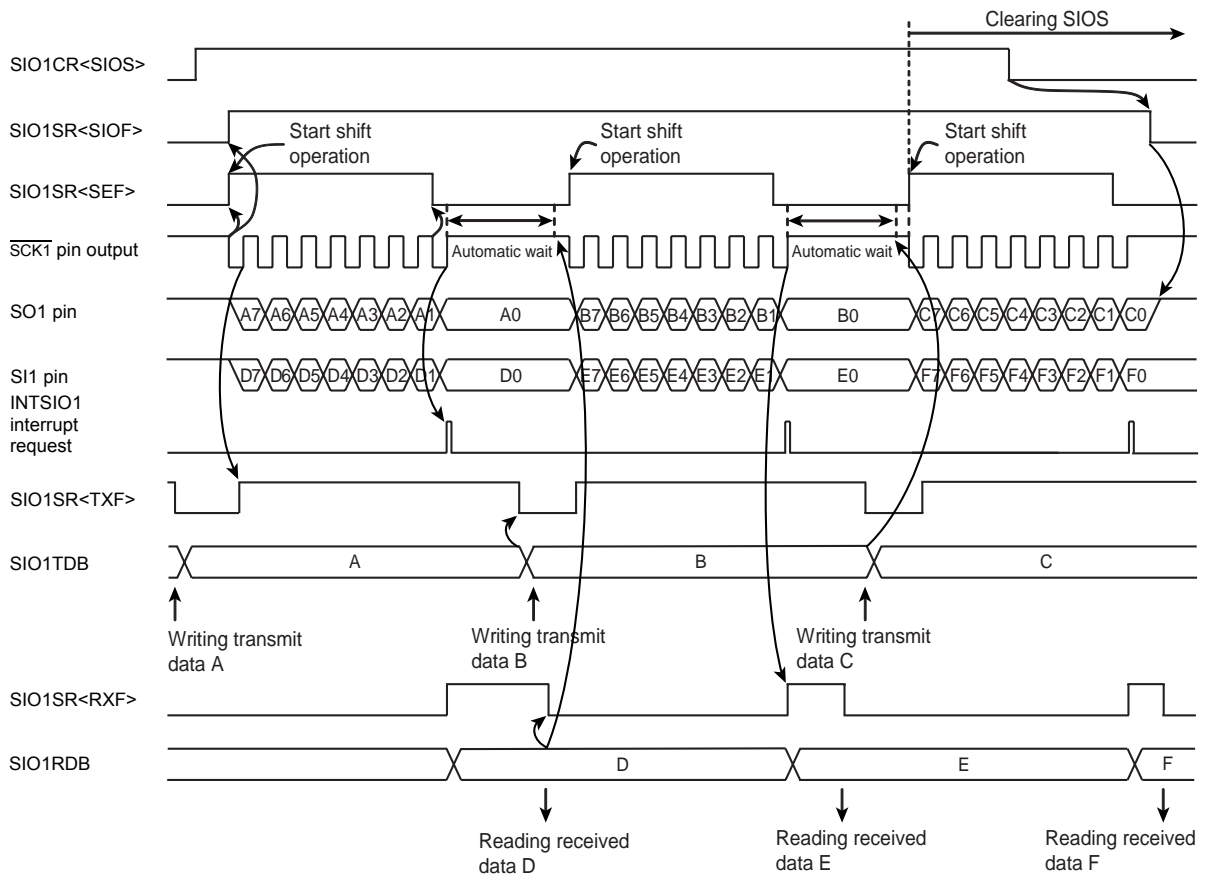 Clearing SIOS
SIO1CR<SIOS>
SIO1SR<SIOF>
Start shift
operation
Start shift
operation
Start shift
operation
SIO1SR<SEF>
SCK1 pin output
Automatic wait
Automatic wait
SO1 pin
A7 A6 A5 A4 A3 A2 A1 A0 B7 B6 B5 B4 B3 B2 B1 B0 C7 C6 C5 C4 C3 C2 C1 C0
SI1 pin
D7 D6 D5 D4 D3 D2 D1 D0 E7 E6 E5 E4 E3 E2 E1 E0 F7 F6 F5 F4 F3 F2 F1 F0
INTSIO1
interrupt
request
SIO1SR<TXF>
SIO1TDB
A B C
Writing transmit
data A
Writing transmit
data B
Writing transmit
data C
SIO1SR<RXF>
SIO1RDB
D E F
Reading received
data D
Reading received
data E
Reading received
data F